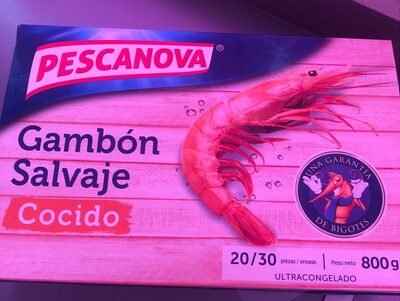 PESCANOVA®
Gambón
Salvaje
Cocido
UNA GARANTÍA
DE BIGOTES
20/30 piezas / envase Peso neto 800g
ULTRACONGELADO